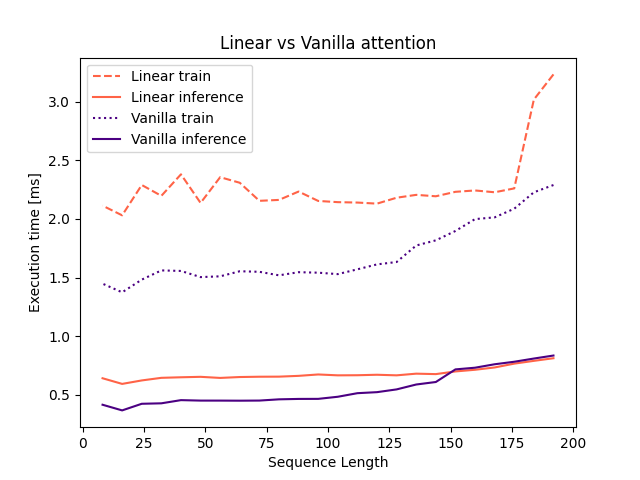 Linear vs Vanilla attention
Linear train
Linear inference
Vanilla train
Vanilla inference
Execution time [ms]
3.0
2.5
2.0
1.5
1.0
0.5
0 25 50 75 100 125 150 175 200
Sequence Length